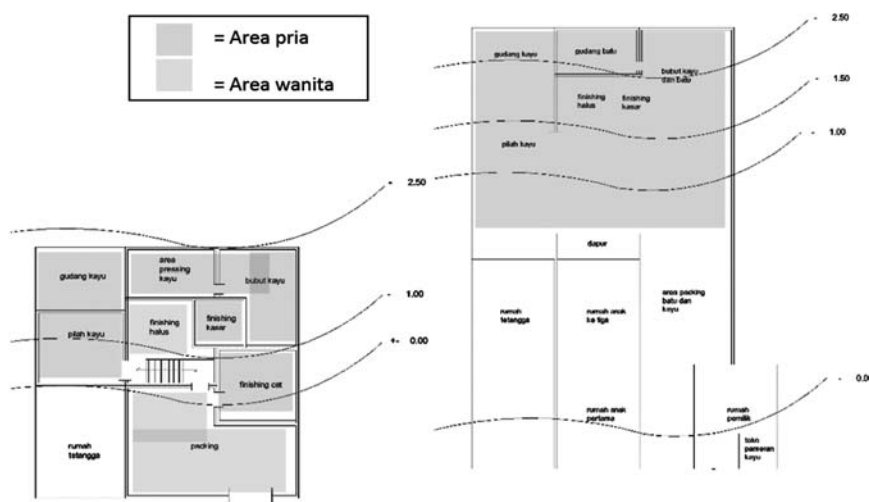 = Area pria
= Area wanita
gudang kayu
area
pressing
kayu
bubut kayu
pilah kayu
finishing
halus
finishing
kasar
finishing cat
rumah
tetangga
packing
2.50
1.00
+- 0.00
gudang kayu
gudang batu
bubut kayu
dan batu
finishing
halus
finishing
kasar
pilah kayu
dapur
rumah
tetangga
rumah anak
ke tiga
area packing
batu dan
kayu
rumah anak
pertama
rumah
pemilik
toko
pameran
kayu
2.50
1.50
1.00
0.00